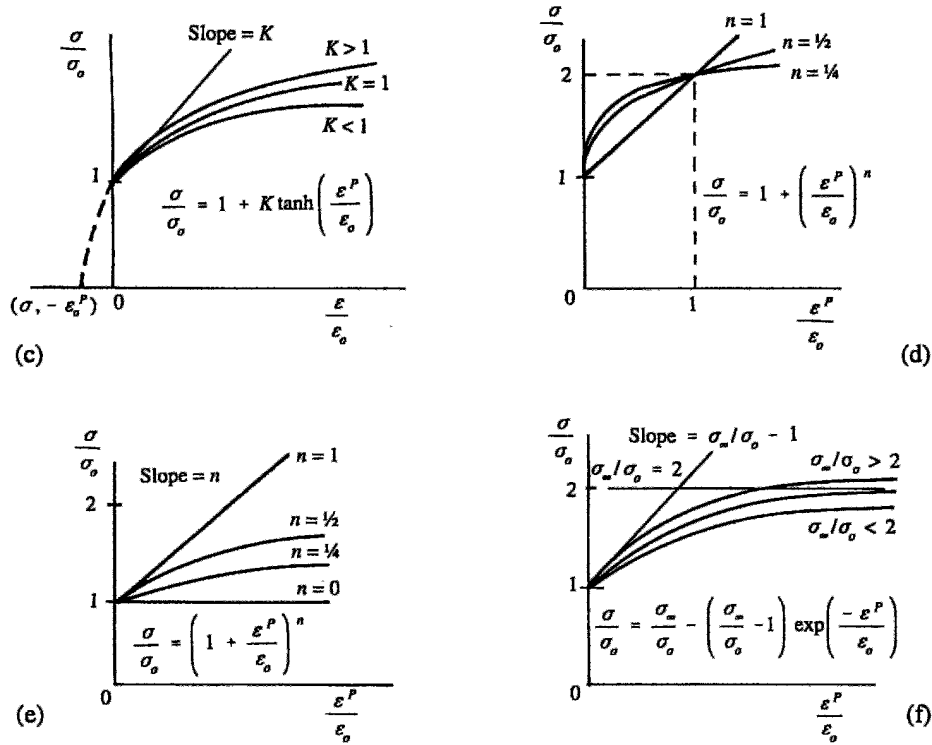 σ/σₒ
Slope = K
K > 1
K = 1
K < 1
1
σ/σₒ = 1 + K tanh(εᴾ/εₒ)
(σ, − εₒᴾ)
0
ε/εₒ
(c)
σ/σₒ
n = 1
n = ½
n = ¼
2
1
σ/σₒ = 1 + (εᴾ/εₒ)ⁿ
0
1
εᴾ/εₒ
(d)
σ/σₒ
Slope = n
n = 1
2
n = ½
n = ¼
n = 0
1
σ/σₒ = (1 + εᴾ/εₒ)ⁿ
0
εᴾ/εₒ
(e)
σ/σₒ
Slope = σ∞/σₒ − 1
σ∞/σₒ = 2
σ∞/σₒ > 2
2
σ∞/σₒ < 2
1
σ/σₒ = σ∞/σₒ − (σ∞/σₒ −1) exp(−εᴾ/εₒ)
0
εᴾ/εₒ
(f)